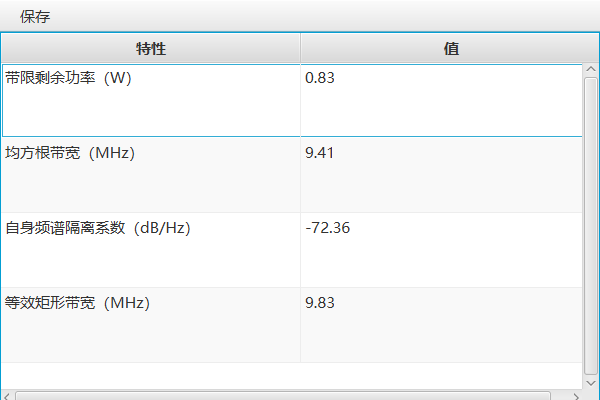 保存
特性 值
带限剩余功率（W） 0.83
均方根带宽（MHz） 9.41
自身频谱隔离系数（dB/Hz） -72.36
等效矩形带宽（MHz） 9.83